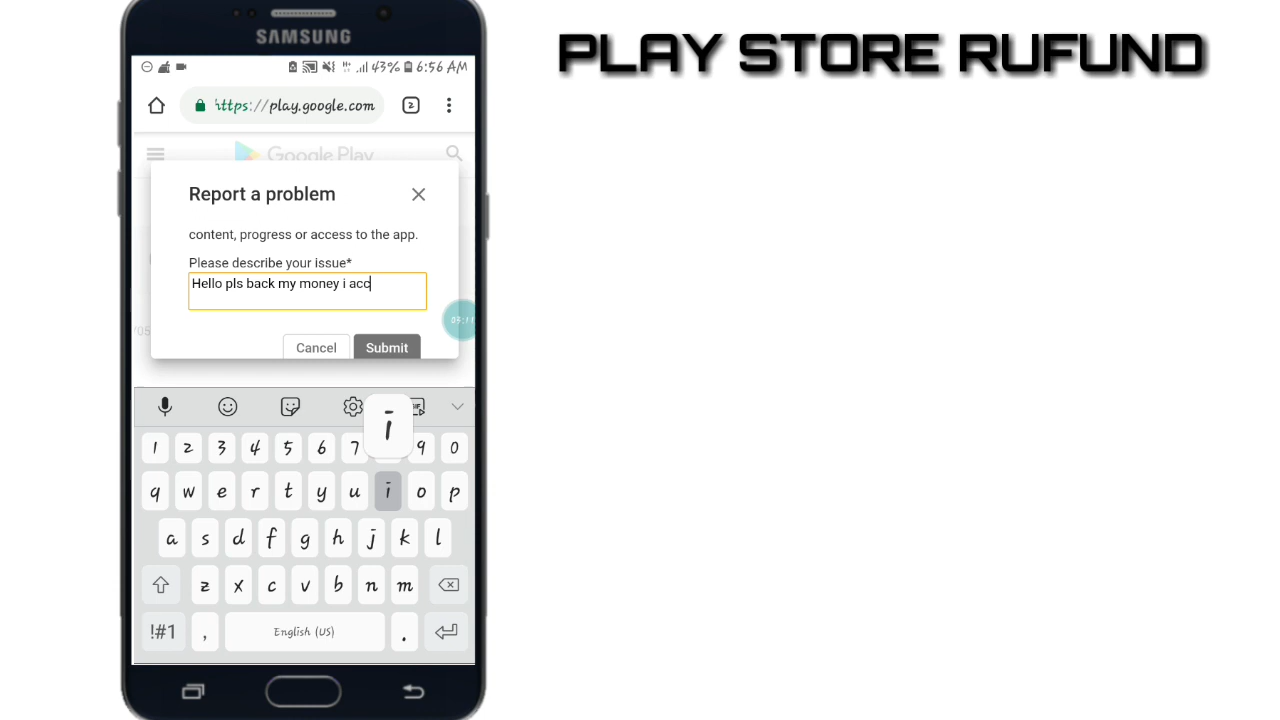 PLAY STORE RUFUND
SAMSUNG
43% 6:56 AM
https://play.google.com 2
Google Play
Report a problem
content, progress or access to the app.
Please describe your issue*
Hello pls back my money i acc
Cancel Submit
i
1 2 3 4 5 6 7 9 0
q w e r t y u i o p
a s d f g h j k l
z x c v b n m
!#1 , English (US) .